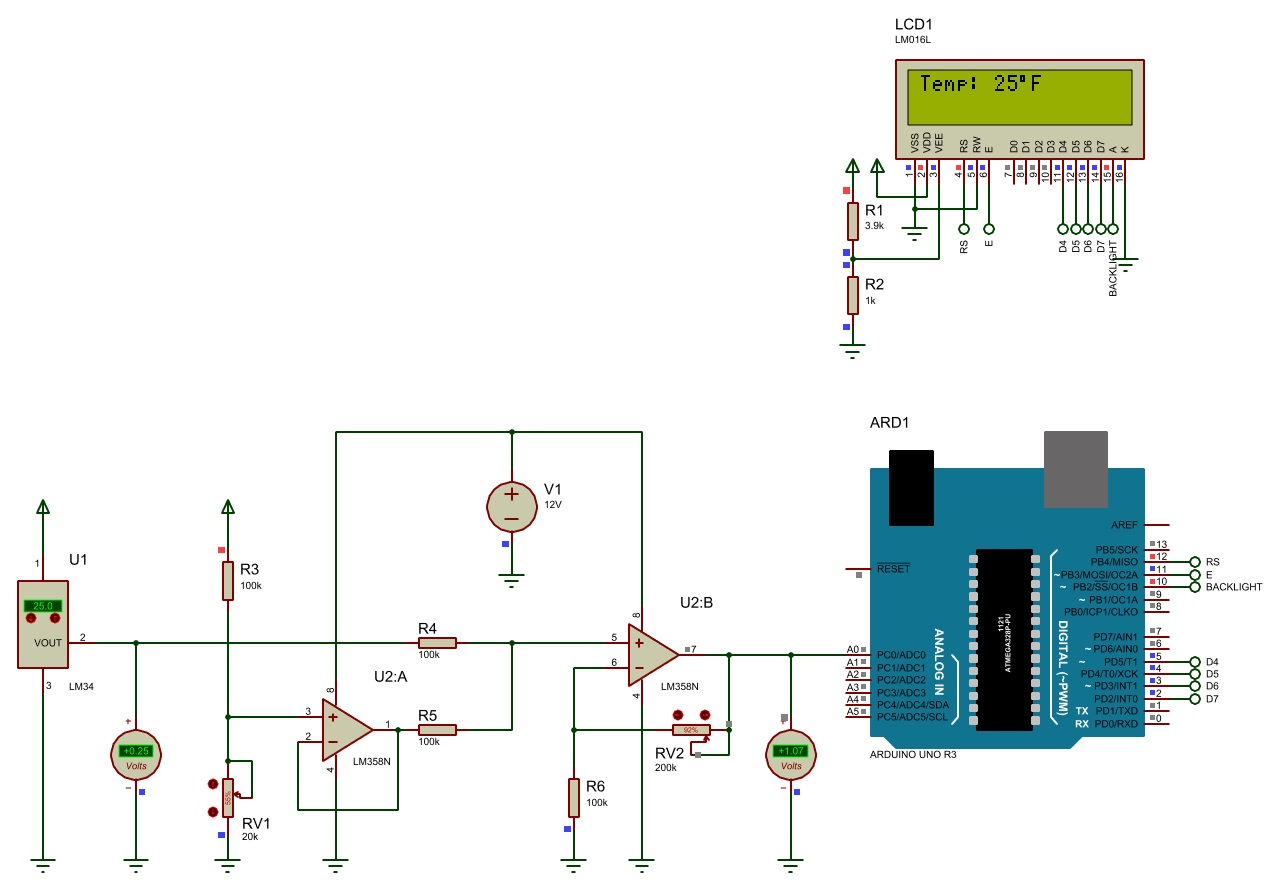 LCD1
LM016L
Temp: 25°F
VSS VDD VEE RS RW E D0 D1 D2 D3 D4 D5 D6 D7 A K
1 2 3 4 5 6 7 8 9 10 11 12 13 14 15 16
R1
3.9k
RS E D4 D5 D6 D7 BACKLIGHT
R2
1k
U1
1
25.0
VOUT
2
3
LM34
+
+0.25
Volts
−
R3
100k
55%
RV1
20k
U2:A
8
3
+
2
−
1
4
LM358N
R4
100k
R5
100k
V1
12V
+
−
U2:B
8
5
+
6
−
7
4
LM358N
92%
RV2
200k
R6
100k
+
+1.07
Volts
−
ARD1
RESET
A0 PC0/ADC0
A1 PC1/ADC1
A2 PC2/ADC2
A3 PC3/ADC3
A4 PC4/ADC4/SDA
A5 PC5/ADC5/SCL
ANALOG IN
1121
ATMEGA328P-PU
DIGITAL (~PWM)
AREF
PB5/SCK 13
PB4/MISO 12 RS
~ PB3/MOSI/OC2A 11 E
~ PB2/SS/OC1B 10 BACKLIGHT
~ PB1/OC1A 9
PB0/ICP1/CLKO 8
PD7/AIN1 7
~ PD6/AIN0 6
~ PD5/T1 5 D4
PD4/T0/XCK 4 D5
~ PD3/INT1 3 D6
PD2/INT0 2 D7
TX PD1/TXD 1
RX PD0/RXD 0
ARDUINO UNO R3